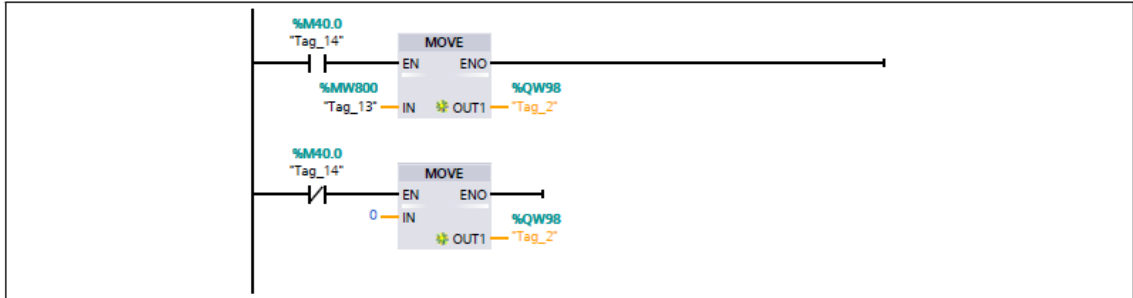 %M40.0
"Tag_14"
MOVE
EN ENO
%MW800 %QW98
"Tag_13" IN OUT1 "Tag_2"
%M40.0
"Tag_14"
MOVE
EN ENO
0 IN %QW98
OUT1 "Tag_2"